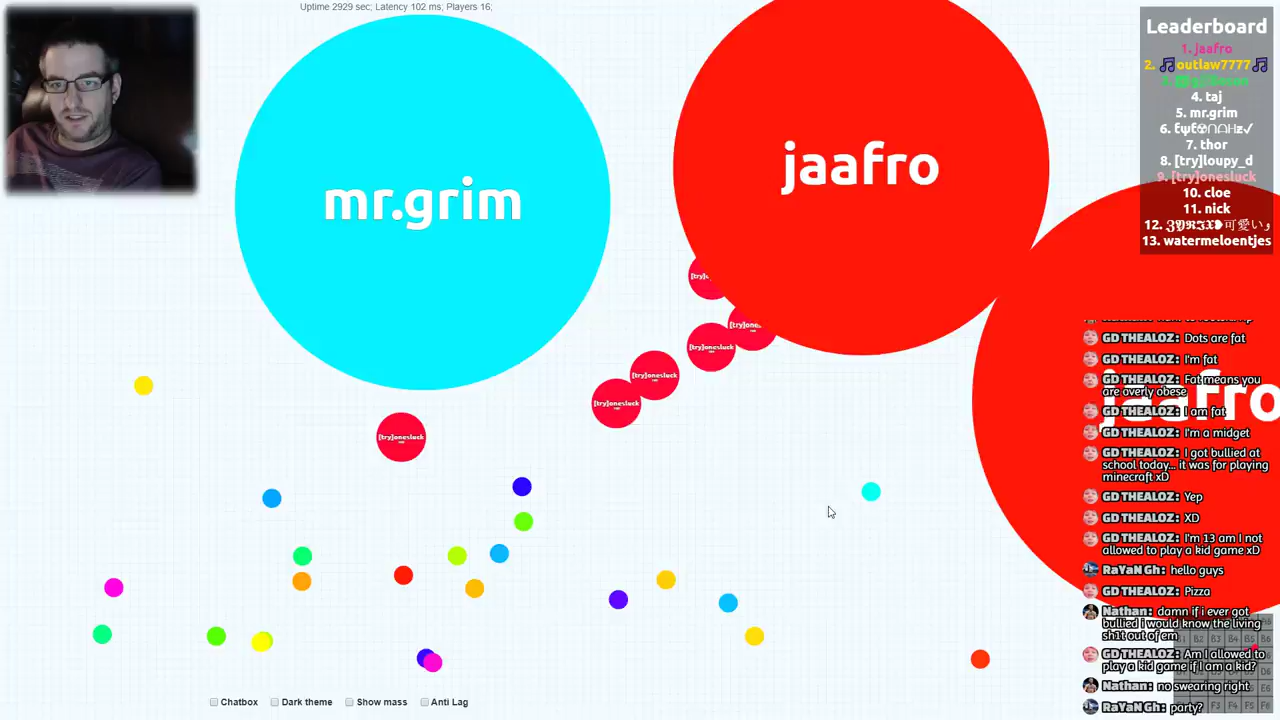 Uptime 2929 sec; Latency 102 ms; Players 16;
mr.grim
jaafro
jaafro
[try]
[try]ones
[try]onesluck
[try]onesluck
[try]onesluck
[try]onesluck
Leaderboard
1. jaafro
2. 🎵outlaw7777🎵
4. taj
5. mr.grim
7. thor
8. [try]loupy_d
9. [try]onesluck
10. cloe
11. nick
13. watermeloentjes
GD THEALOZ: Dots are fat
GD THEALOZ: I'm fat
GD THEALOZ: Fat means you
are overly obese
GD THEALOZ: I am fat
GD THEALOZ: I'm a midget
GD THEALOZ: I got bullied at
school today... it was for playing
minecraft xD
GD THEALOZ: Yep
GD THEALOZ: XD
GD THEALOZ: I'm 13 am I not
allowed to play a kid game xD
RaYaN Gh: hello guys
GD THEALOZ: Pizza
Nathan: damn if i ever got
bullied i would know the living
sh1t out of em
GD THEALOZ: Am I allowed to
play a kid game if I am a kid?
Nathan: no swearing right
RaYaN Gh: party?
Chatbox
Dark theme
Show mass
Anti Lag